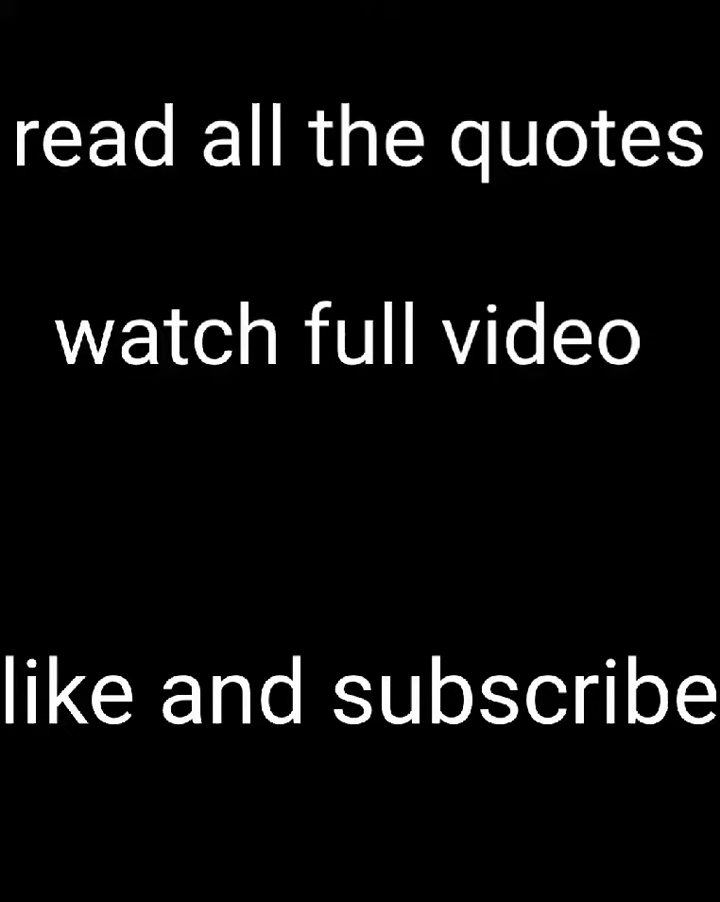 read all the quotes
watch full video
like and subscribe